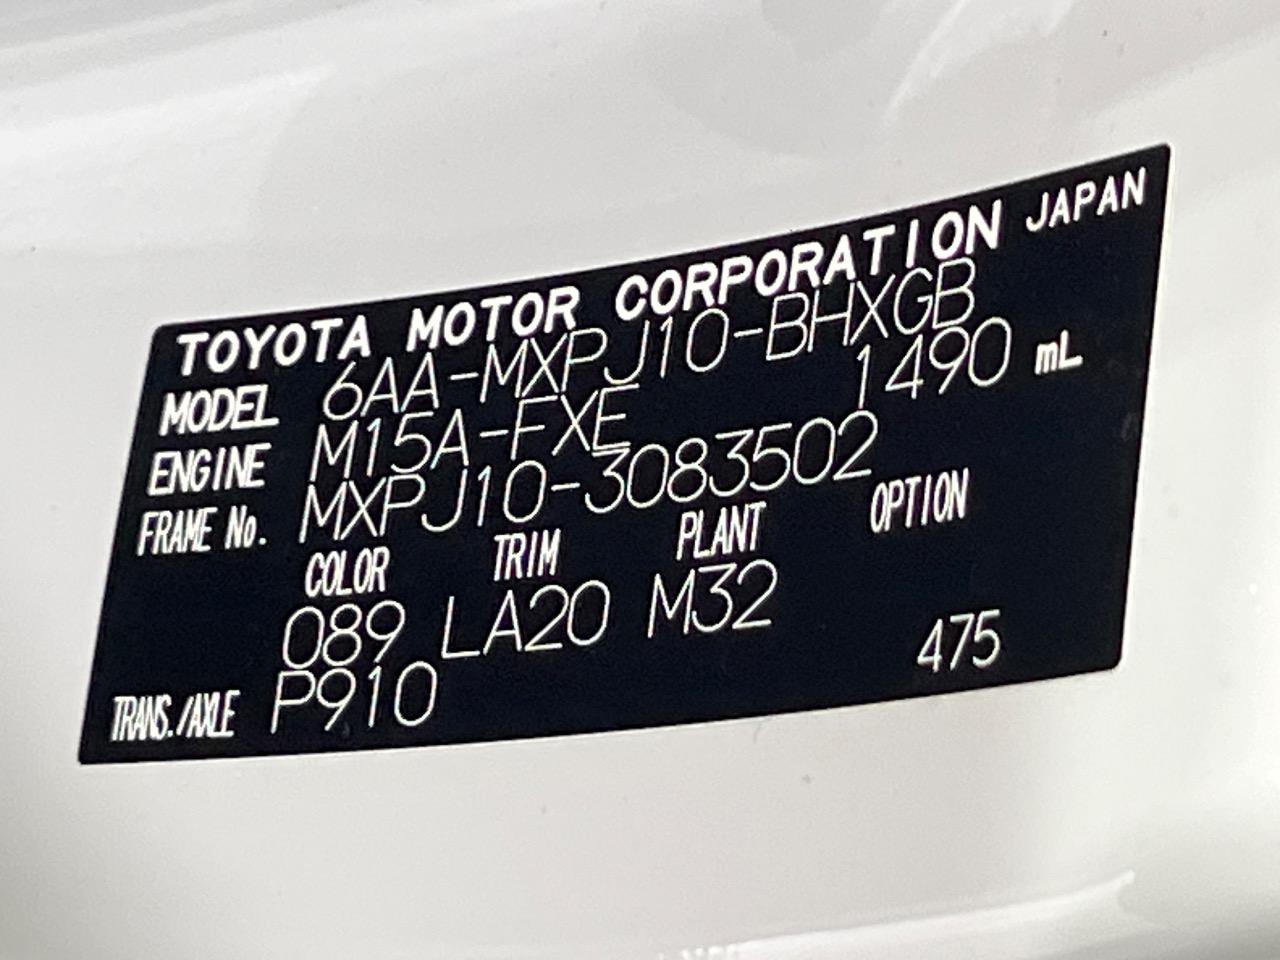 TOYOTA MOTOR CORPORATION JAPAN
MODEL 6AA-MXPJ10-BHXGB
ENGINE M15A-FXE 1490 mL
FRAME No. MXPJ10-3083502
COLOR TRIM PLANT OPTION
089 LA20 M32
TRANS./AXLE P910 475